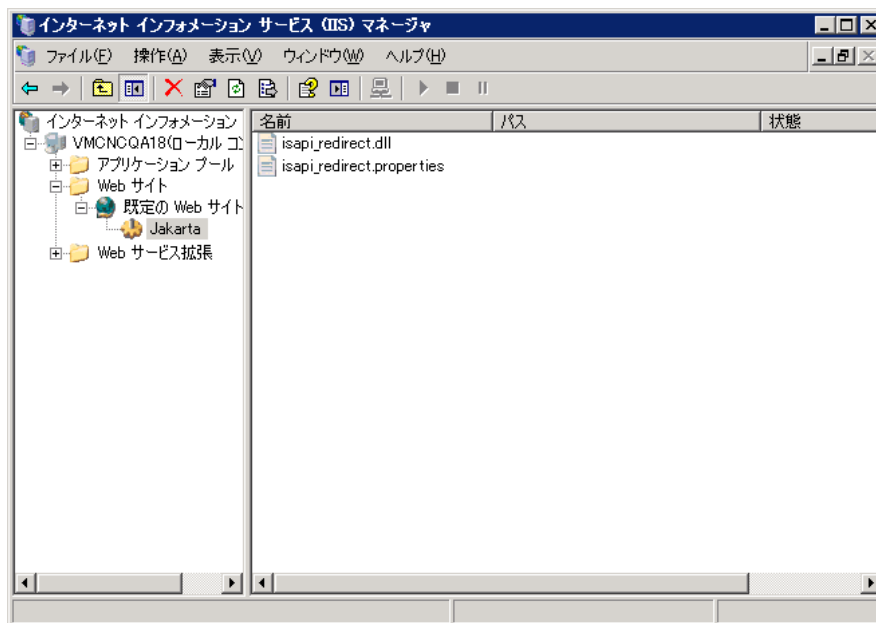 インターネット インフォメーション サービス (IIS) マネージャ
ファイル(F) 操作(A) 表示(V) ウィンドウ(W) ヘルプ(H)
インターネット インフォメーション
名前 パス 状態
VMCNCQA18(ローカル コ
isapi_redirect.dll
アプリケーション プール
isapi_redirect.properties
Web サイト
既定の Web サイト
Jakarta
Web サービス拡張